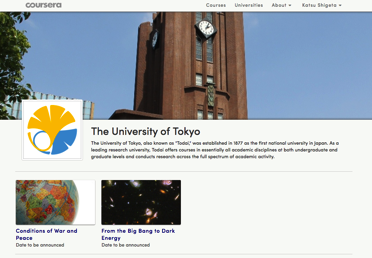 coursera
Courses Universities About Katsu Shigeta
The University of Tokyo
The University of Tokyo, also known as "Todai," was established in 1877 as the first national university in Japan. As a
leading research university, Todai offers courses in essentially all academic disciplines at both undergraduate and
graduate levels and conducts research across the full spectrum of academic activity.
Conditions of War and
Peace
Date to be announced
From the Big Bang to Dark
Energy
Date to be announced